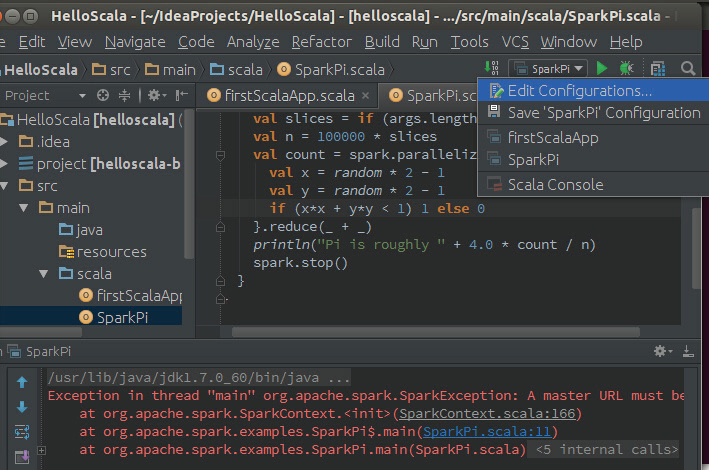 HelloScala - [~/IdeaProjects/HelloScala] - [helloscala] - .../src/main/scala/SparkPi.scala -
Edit View Navigate Code Analyze Refactor Build Run Tools VCS Window Help
HelloScala src main scala SparkPi.scala SparkPi
Project firstScalaApp.scala SparkPi.sc
Edit Configurations...
Save 'SparkPi' Configuration
firstScalaApp
SparkPi
Scala Console
HelloScala [helloscala] (
.idea
project [helloscala-b
src
main
java
resources
scala
firstScalaApp
SparkPi
val slices = if (args.length
val n = 100000 * slices
val count = spark.paralleliz
val x = random * 2 - 1
val y = random * 2 - 1
if (x*x + y*y < 1) 1 else 0
}.reduce(_ + _)
println("Pi is roughly " + 4.0 * count / n)
spark.stop()
}
SparkPi
/usr/lib/java/jdk1.7.0_60/bin/java ...
Exception in thread "main" org.apache.spark.SparkException: A master URL must be
at org.apache.spark.SparkContext.<init>(SparkContext.scala:166)
at org.apache.spark.examples.SparkPi$.main(SparkPi.scala:11)
at org.apache.spark.examples.SparkPi.main(SparkPi.scala) <5 internal calls>